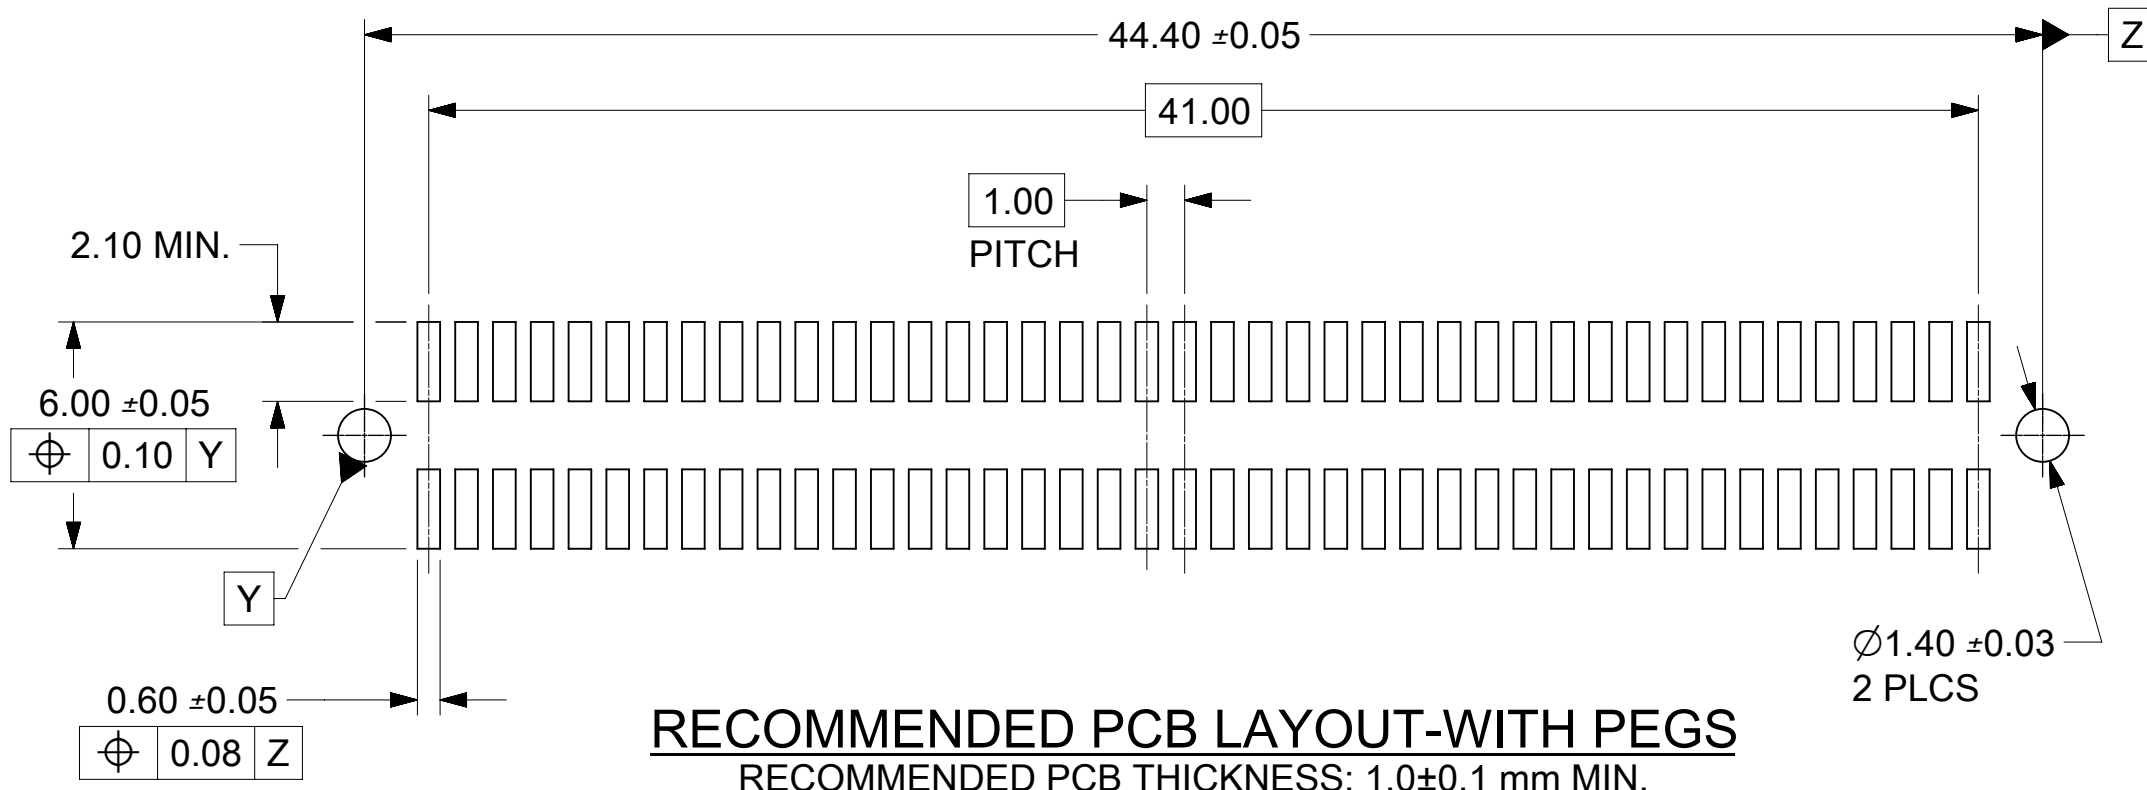 44.40 ±0.05
Z
41.00
1.00
PITCH
2.10 MIN.
6.00 ±0.05
⌖ 0.10 Y
Y
0.60 ±0.05
⌖ 0.08 Z
∅1.40 ±0.03
2 PLCS
RECOMMENDED PCB LAYOUT-WITH PEGS
RECOMMENDED PCB THICKNESS: 1.0±0.1 mm MIN.